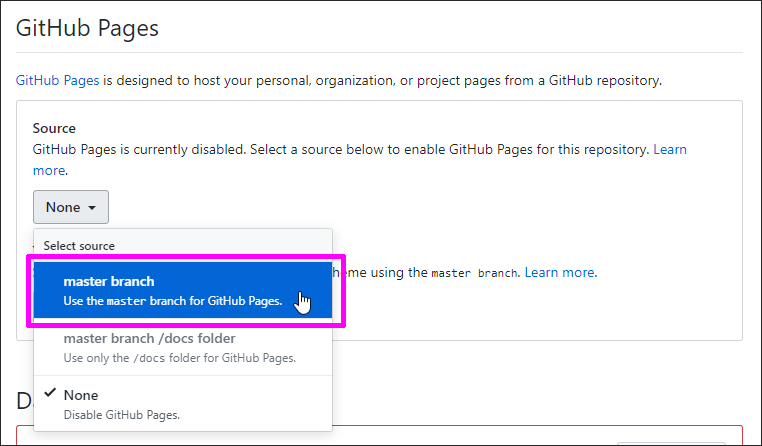 GitHub Pages
GitHub Pages is designed to host your personal, organization, or project pages from a GitHub repository.
Source
GitHub Pages is currently disabled. Select a source below to enable GitHub Pages for this repository. Learn
more.
None
Select source
master branch
Use the master branch for GitHub Pages.
heme using the master branch. Learn more.
master branch /docs folder
Use only the /docs folder for GitHub Pages.
None
Disable GitHub Pages.